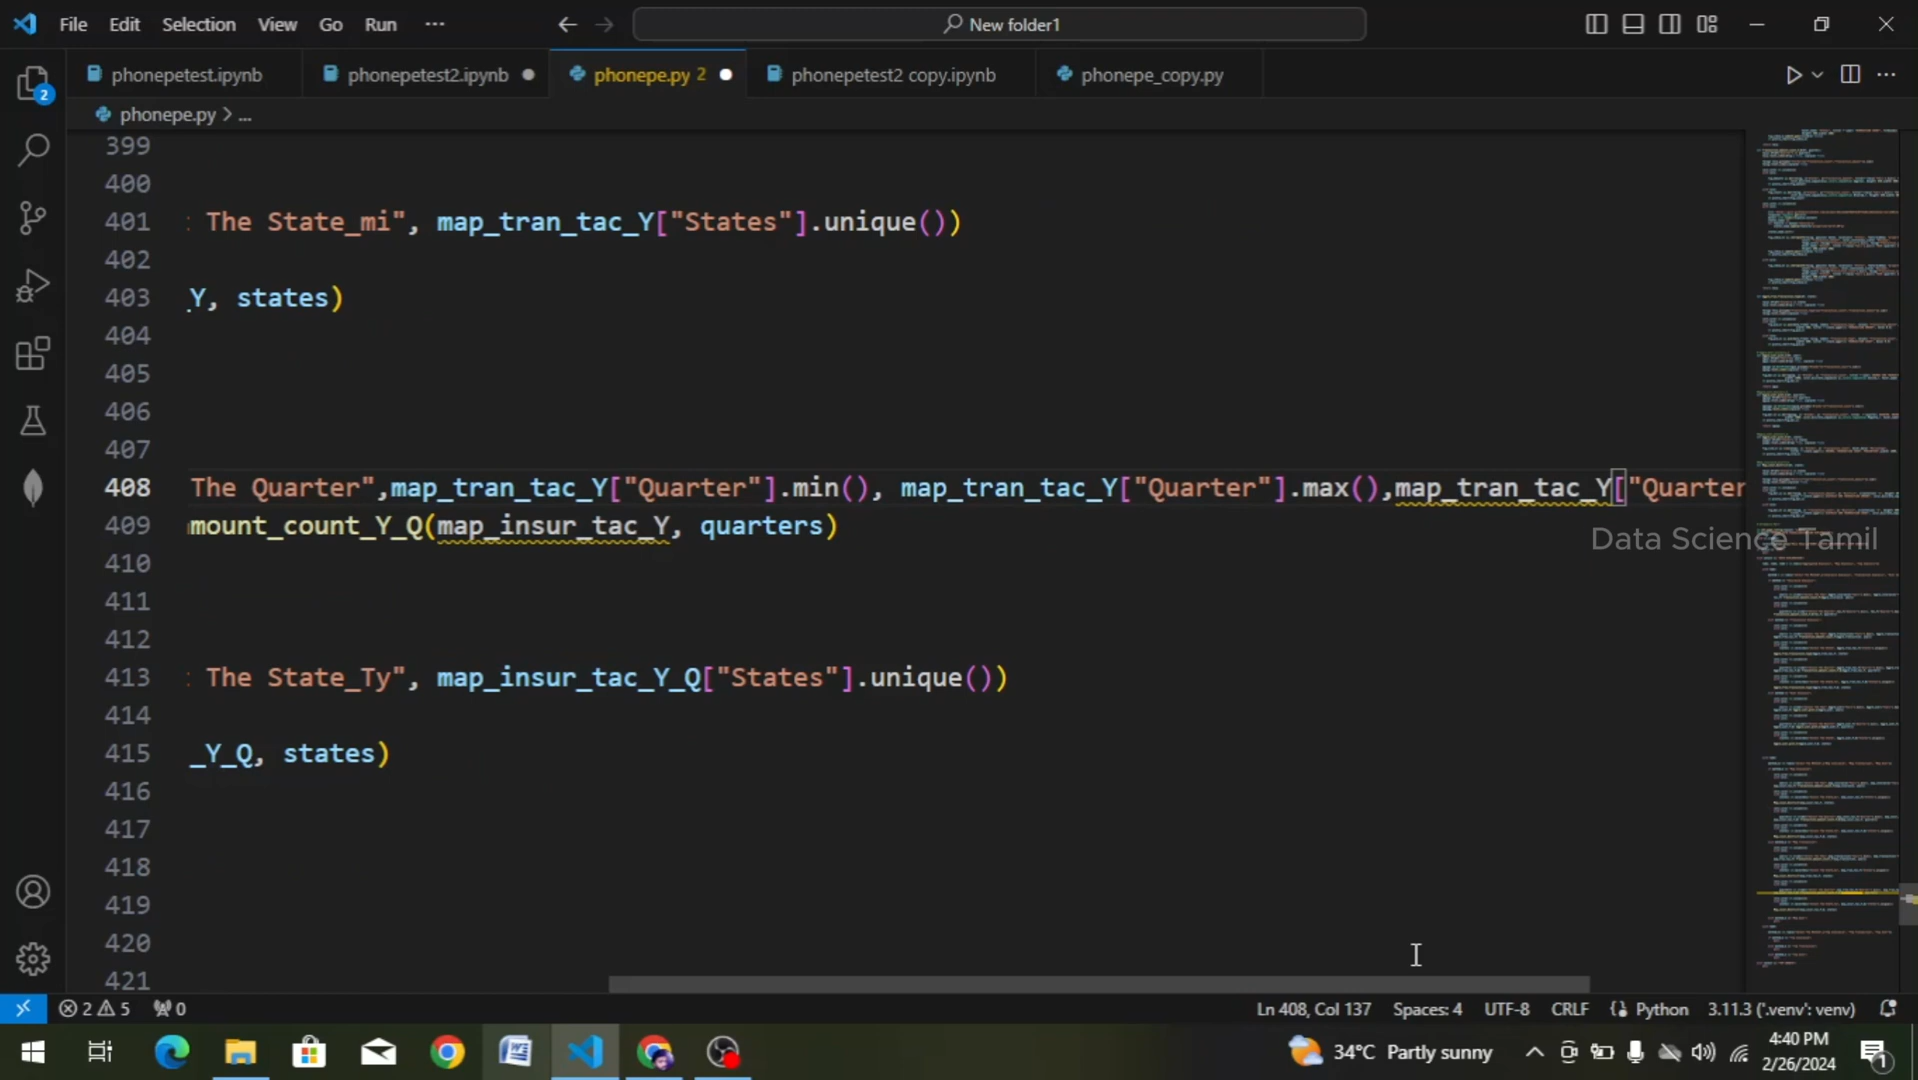 File Edit Selection View Go Run ... New folder1
phonepetest.ipynb phonepetest2.ipynb phonepe.py 2 phonepetest2 copy.ipynb phonepe_copy.py
phonepe.py > ...
2
399
400
401 : The State_mi", map_tran_tac_Y["States"].unique())
402
403 _Y, states)
404
405
406
407
408 The Quarter",map_tran_tac_Y["Quarter"].min(), map_tran_tac_Y["Quarter"].max(),map_tran_tac_Y["Quarter
409 mount_count_Y_Q(map_insur_tac_Y, quarters)
Data Science Tamil
410
411
412
413 : The State_Ty", map_insur_tac_Y_Q["States"].unique())
414
415 _Y_Q, states)
416
417
418
419
420
421
2 5 0 Ln 408, Col 137 Spaces: 4 UTF-8 CRLF {} Python 3.11.3 ('.venv': venv)
34°C Partly sunny 4:40 PM
2/26/2024
1